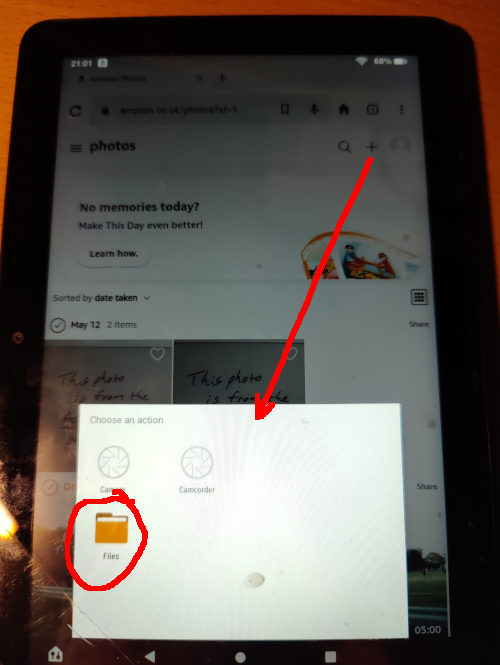 21:01
68%
Amazon Photos
amazon.co.uk/photos?sf=1
photos
No memories today?
Make This Day even better!
Learn how.
Sorted by date taken
May 12 2 items
Share
This photo
is from the
This photo
is from the
Choose an action
Camera
Camcorder
Share
Files
05:00